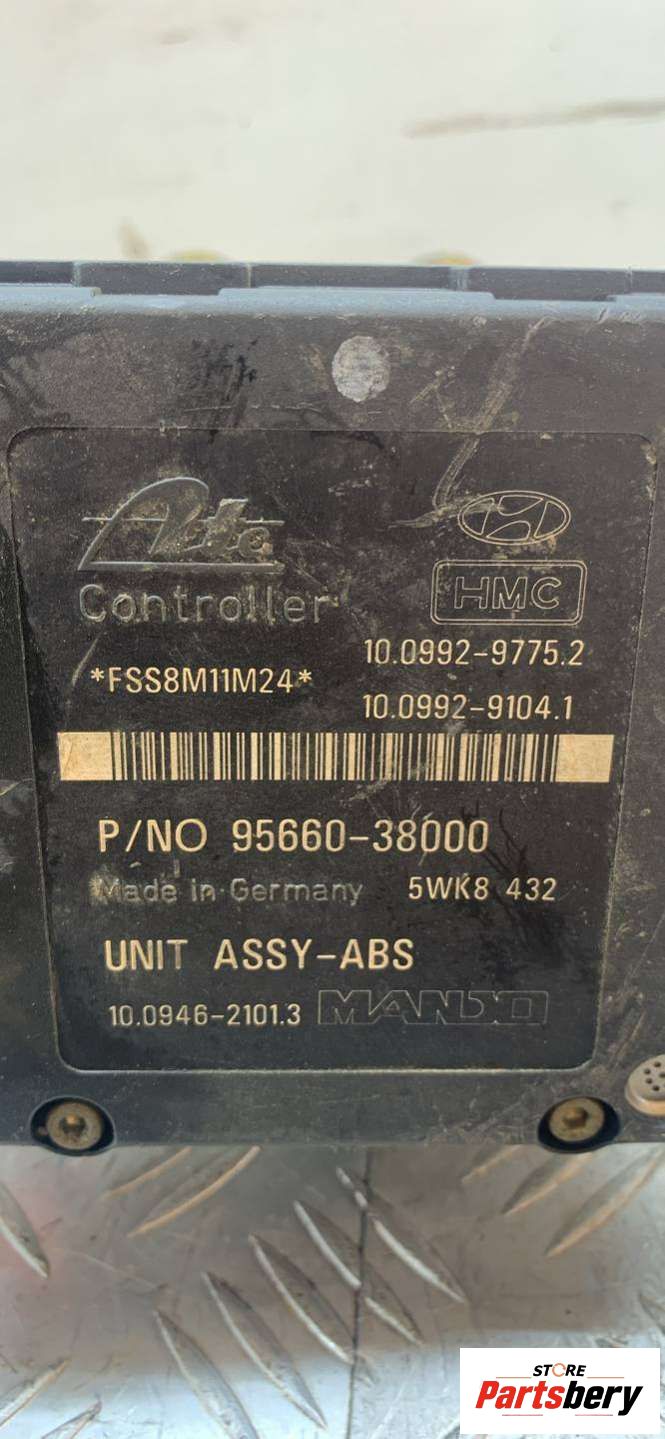 Ate
Controller
HMC
*FSS8M11M24*
10.0992-9775.2
10.0992-9104.1
P/NO 95660-38000
Made in Germany 5WK8 432
UNIT ASSY-ABS
10.0946-2101.3 MANDO
STORE
Partsbery